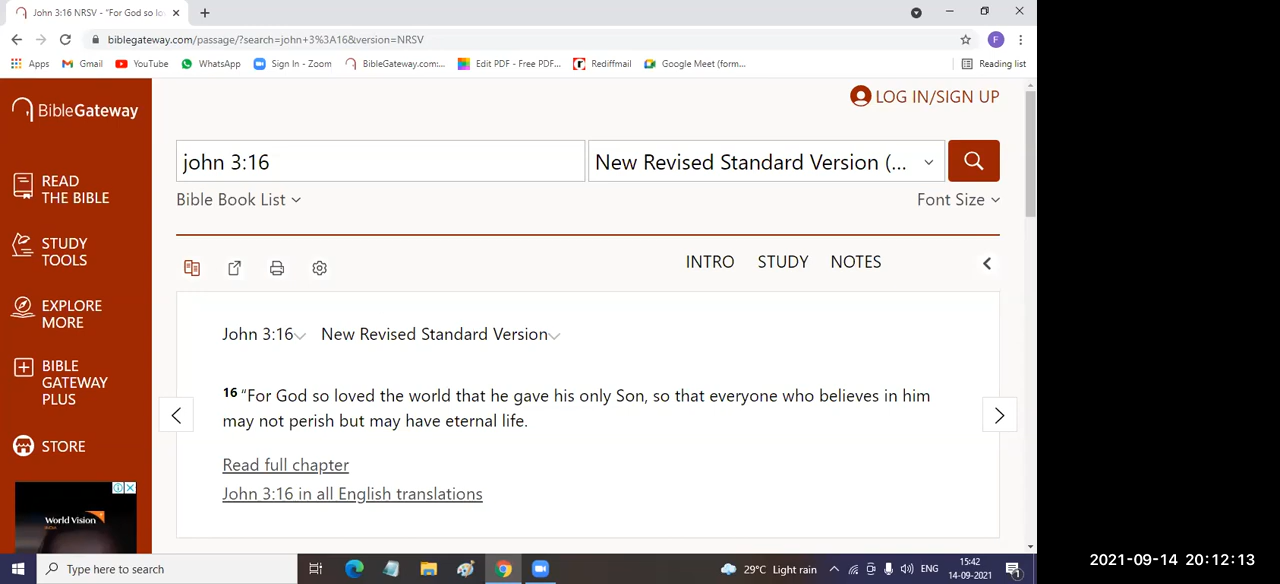 John 3:16 NRSV - "For God so lo
biblegateway.com/passage/?search=john+3%3A16&version=NRSV
F
Apps Gmail YouTube WhatsApp Sign In - Zoom BibleGateway.com:... Edit PDF - Free PDF... Rediffmail Google Meet (form... Reading list
BibleGateway
LOG IN/SIGN UP
john 3:16 New Revised Standard Version (...
Bible Book List Font Size
READ
THE BIBLE
STUDY
TOOLS
EXPLORE
MORE
BIBLE
GATEWAY
PLUS
STORE
World Vision
INTRO STUDY NOTES
John 3:16 New Revised Standard Version
16 “For God so loved the world that he gave his only Son, so that everyone who believes in him
may not perish but may have eternal life.
Read full chapter
John 3:16 in all English translations
Type here to search
29°C Light rain ENG
15:42
14-09-2021
1
2021-09-14 20:12:13